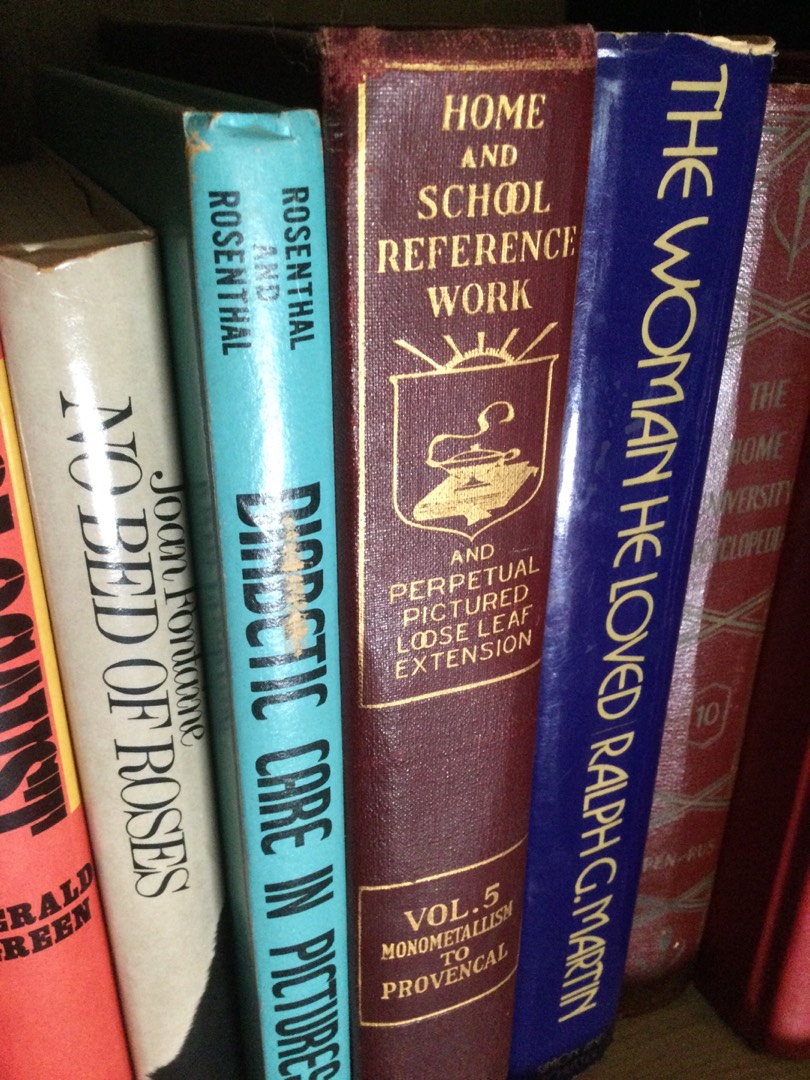 GREEN
Joan Fontaine
NO BED OF ROSES
ROSENTHAL
AND
ROSENTHAL
DIABETIC CARE IN PICTURES
HOME
AND
SCHOOL
REFERENCE
WORK
AND
PERPETUAL
PICTURED
LOOSE LEAF
EXTENSION
VOL. 5
MONOMETALLISM
TO
PROVENCAL
THE WOMAN HE LOVED | RALPH G. MARTIN
THE
HOME
10